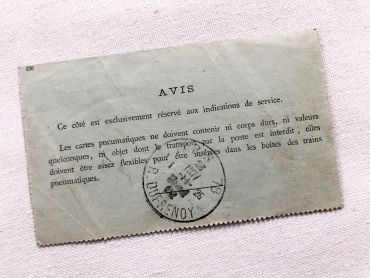 AVIS
Ce côté est exclusivement réservé aux indications de service.
Les cartes pneumatiques ne doivent contenir ni corps durs, ni valeurs
quelconques, ni objet dont le transport par la poste est interdit ; elles
doivent être assez flexibles pour être insérées dans les boîtes des trains
pneumatiques.
R. DUFRENOY